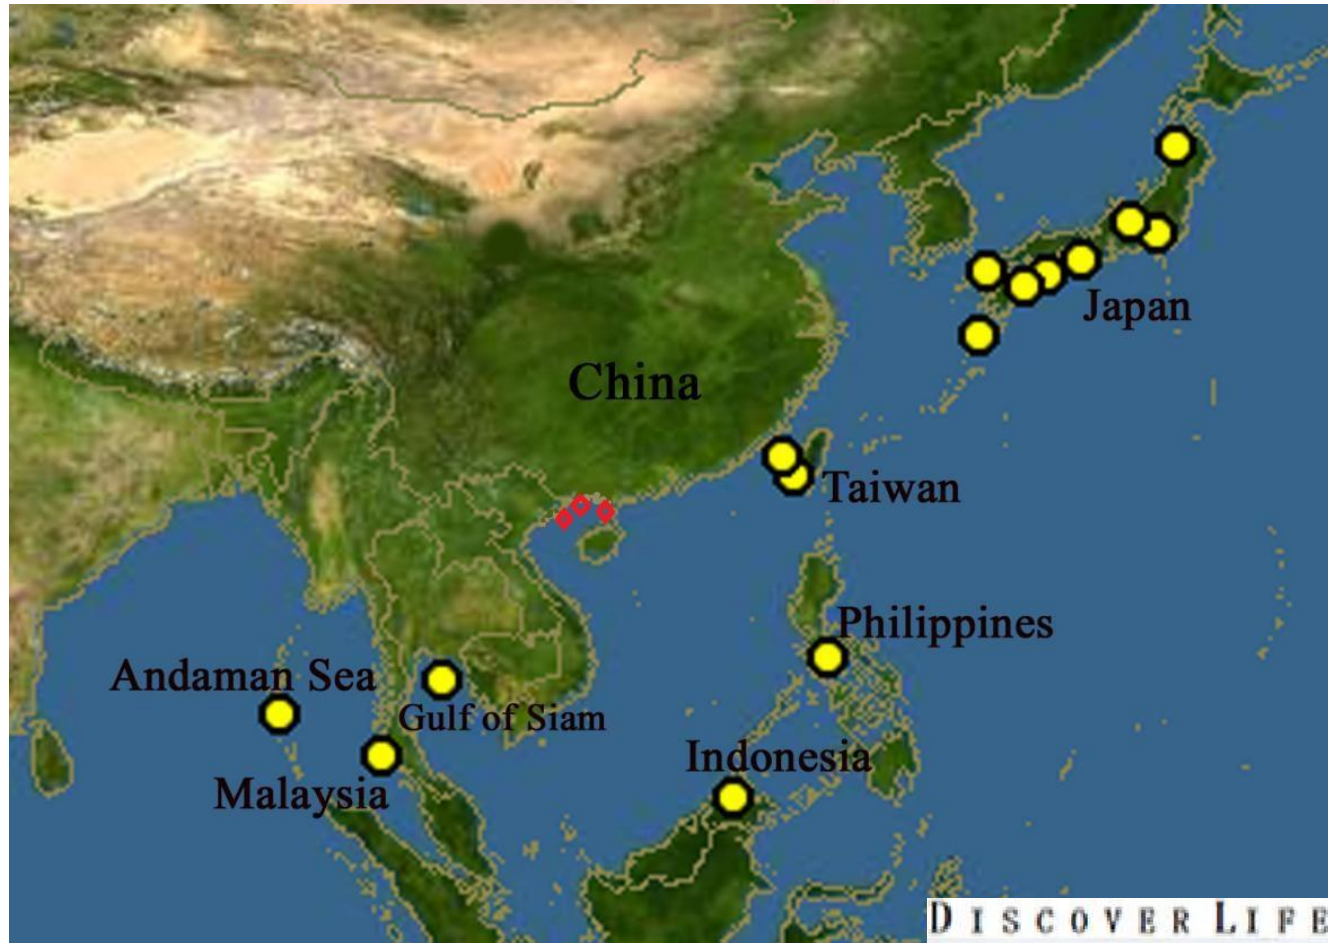 Japan
China
Taiwan
Philippines
Andaman Sea
Gulf of Siam
Indonesia
Malaysia
DISCOVER LIFE